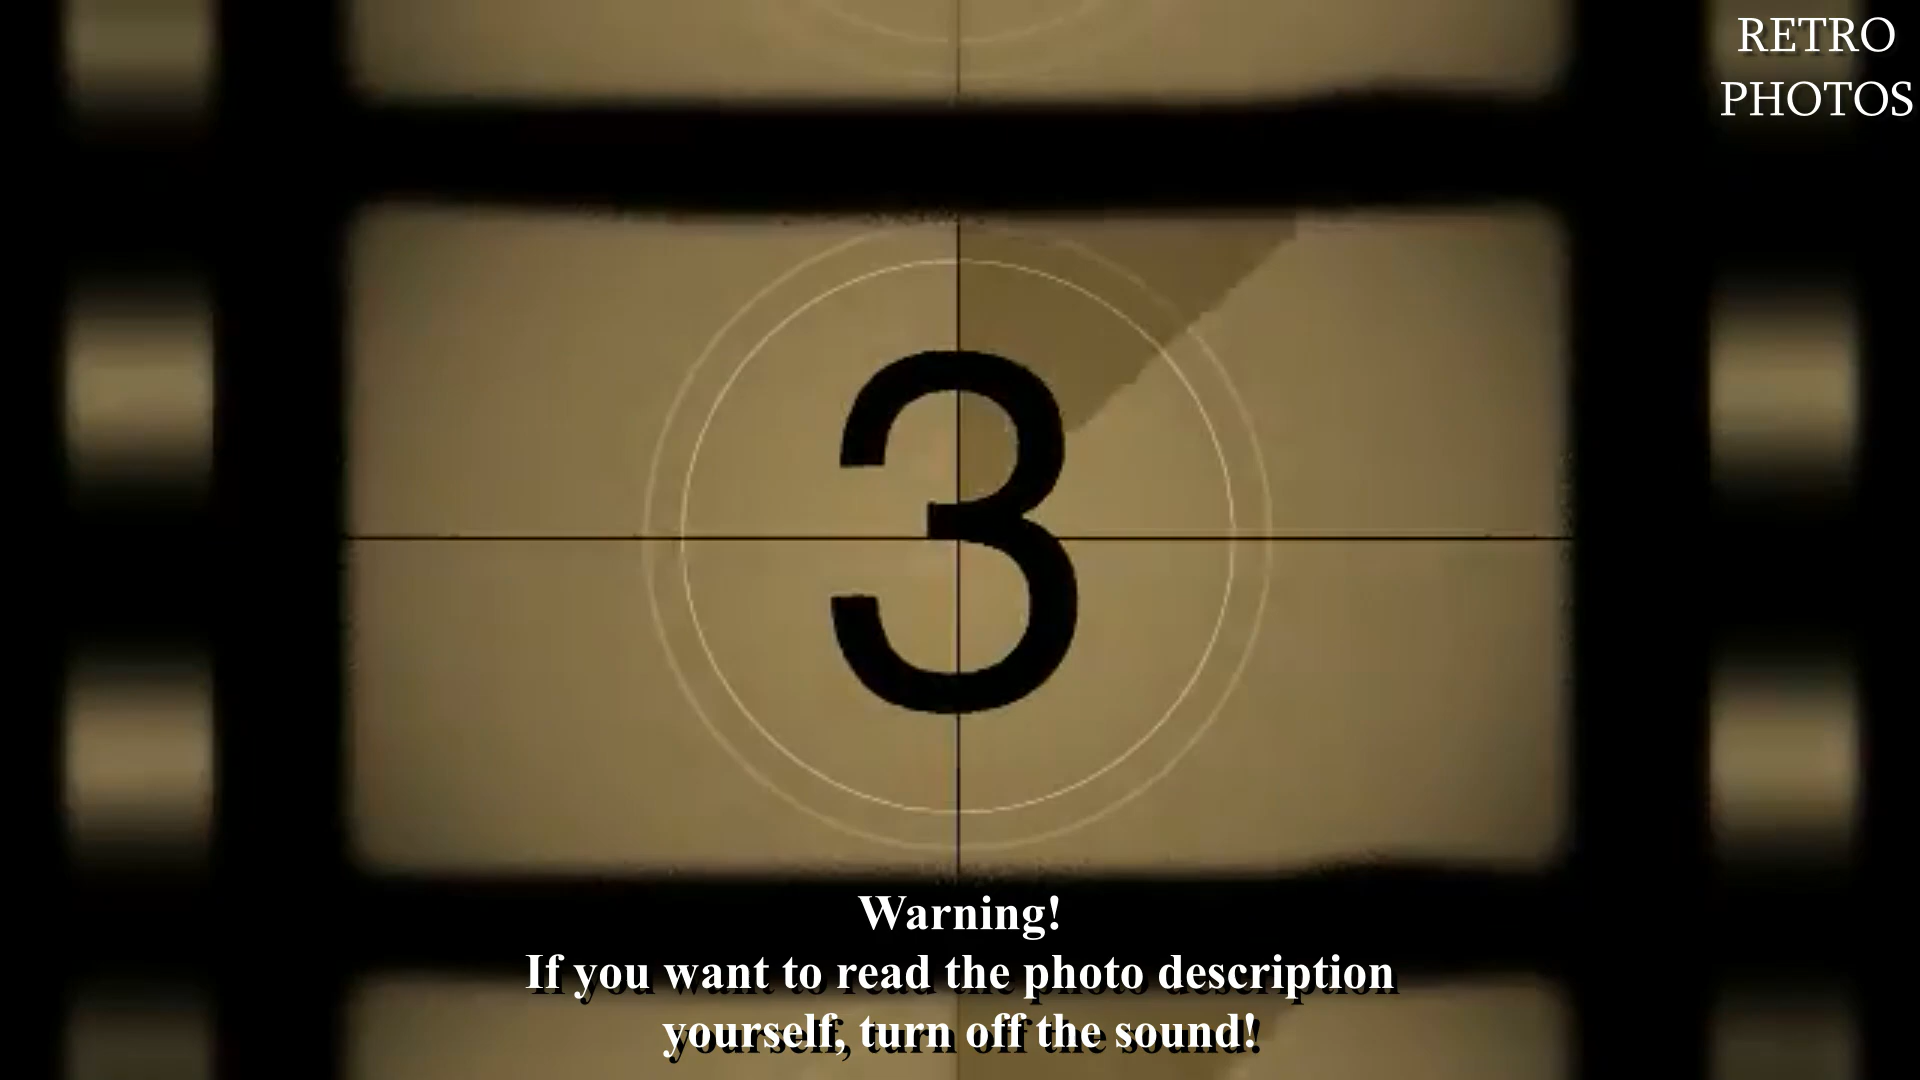 RETRO
PHOTOS
3
Warning!
If you want to read the photo description
yourself, turn off the sound!